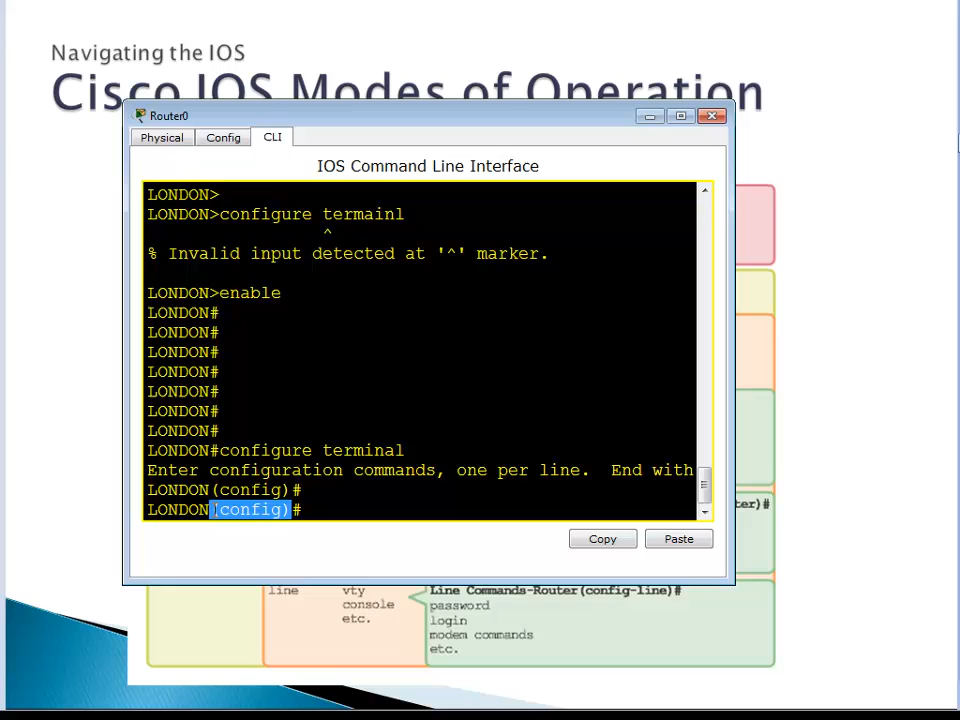 Navigating the IOS
Cisco IOS Modes of Operation
Router0
Physical Config CLI
IOS Command Line Interface
LONDON>
LONDON>configure termainl
^
% Invalid input detected at '^' marker.
LONDON>enable
LONDON#
LONDON#
LONDON#
LONDON#
LONDON#
LONDON#
LONDON#
LONDON#configure terminal
Enter configuration commands, one per line. End with
LONDON(config)#
LONDON(config)#
Copy Paste
ter)#
line vty Line Commands-Router(config-line)#
console password
etc. login
modem commands
etc.